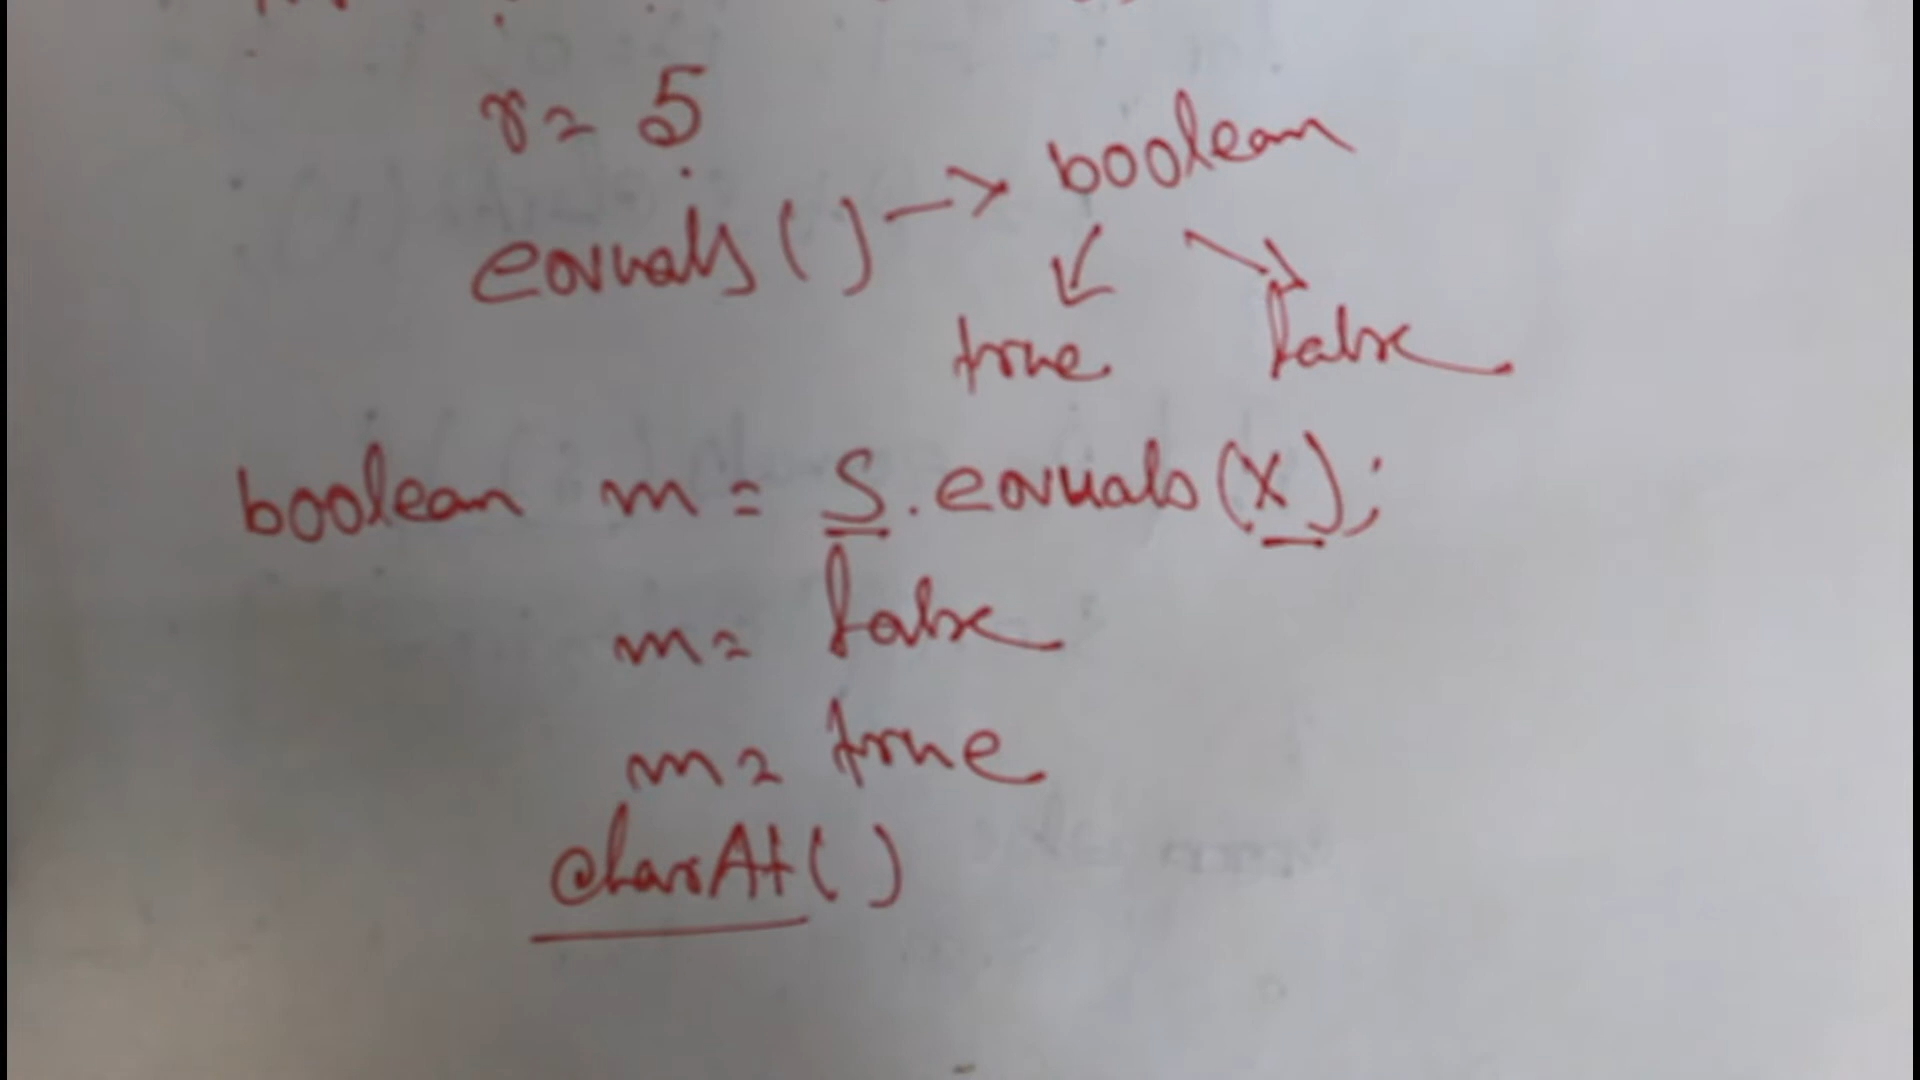 r = 5
equals() -> boolean
true false
boolean m = S.equals(x);
m = false
m = true
charAt()